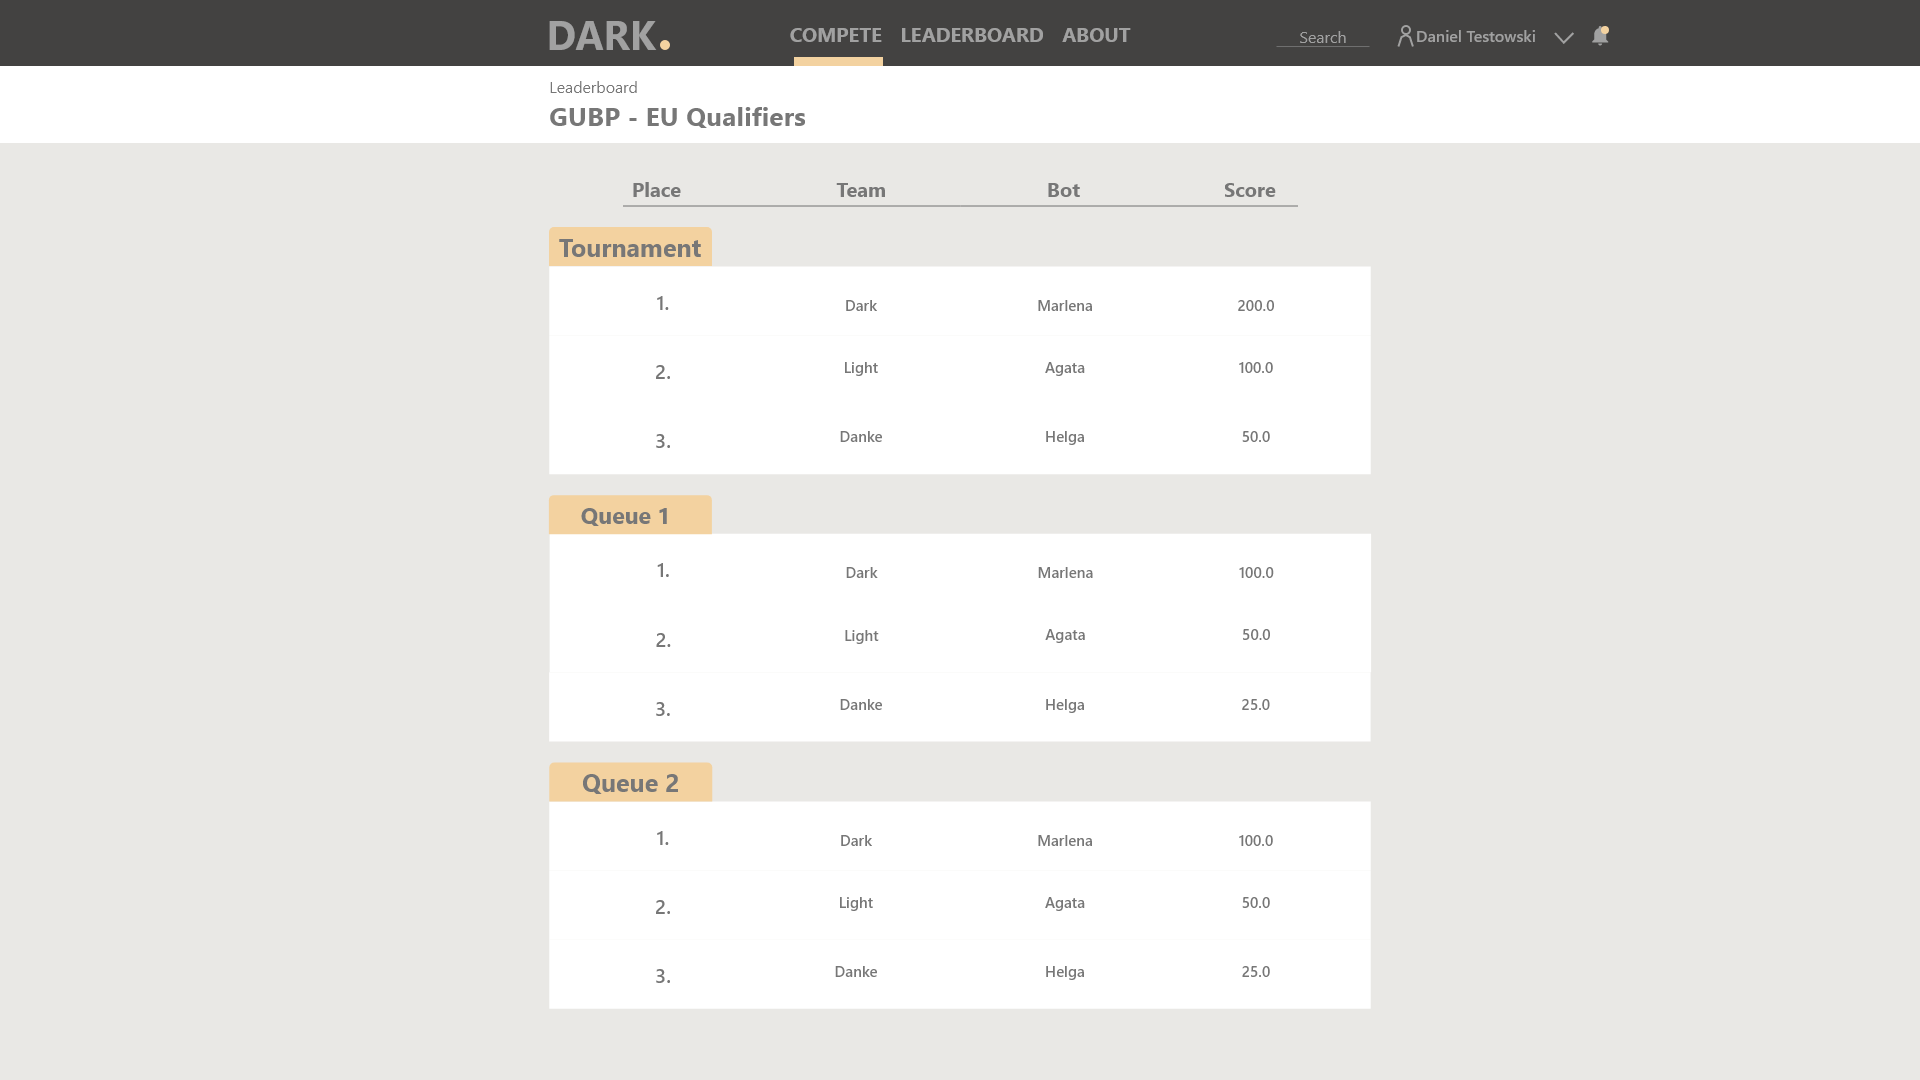 DARK. COMPETE LEADERBOARD ABOUT Search Daniel Testowski
Leaderboard
GUBP - EU Qualifiers
Place Team Bot Score
Tournament
1. Dark Marlena 200.0
2. Light Agata 100.0
3. Danke Helga 50.0
Queue 1
1. Dark Marlena 100.0
2. Light Agata 50.0
3. Danke Helga 25.0
Queue 2
1. Dark Marlena 100.0
2. Light Agata 50.0
3. Danke Helga 25.0